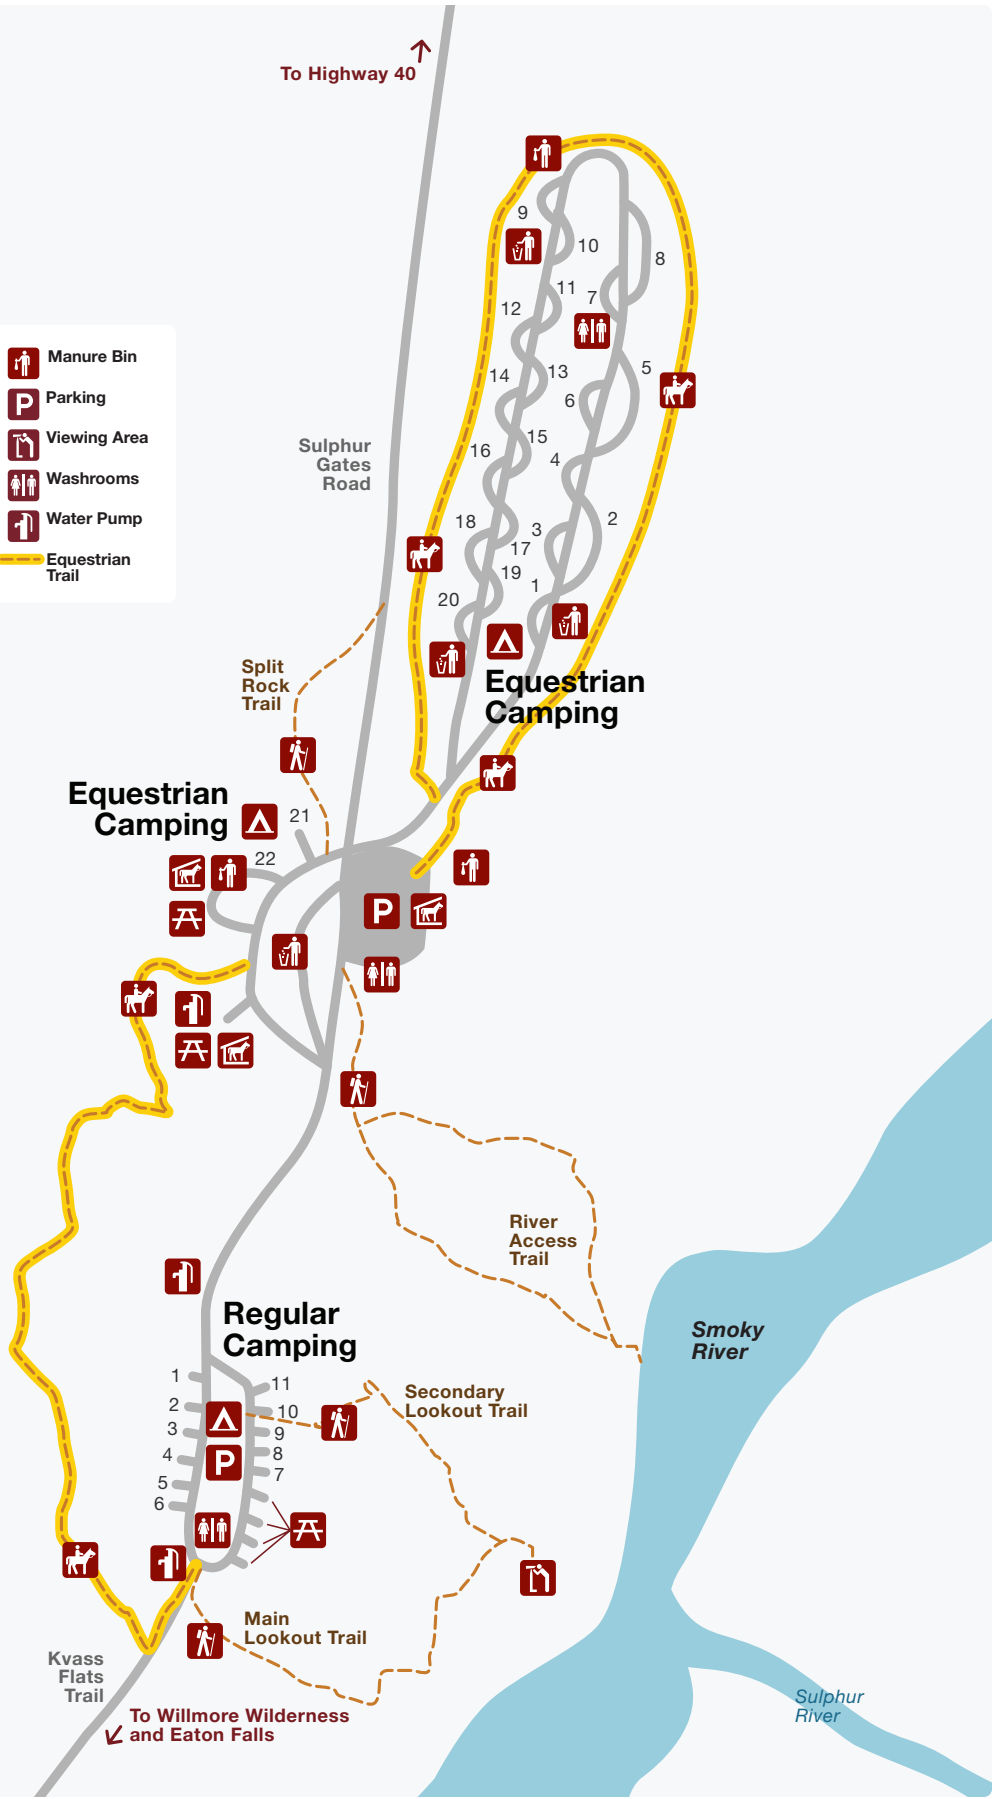 To Highway 40
9
10
8
11
7
12
13
14
5
6
15
16
4
Sulphur
Gates
Road
18
17
3
2
19
1
20
Manure Bin
Parking
Viewing Area
Washrooms
Water Pump
Equestrian
Trail
Split
Rock
Trail
Equestrian
Camping
Equestrian
Camping
21
22
P
River
Access
Trail
Smoky
River
Regular
Camping
1
2
3
4
5
6
11
10
9
8
7
P
Secondary
Lookout Trail
Main
Lookout Trail
Kvass
Flats
Trail
To Willmore Wilderness
and Eaton Falls
Sulphur
River